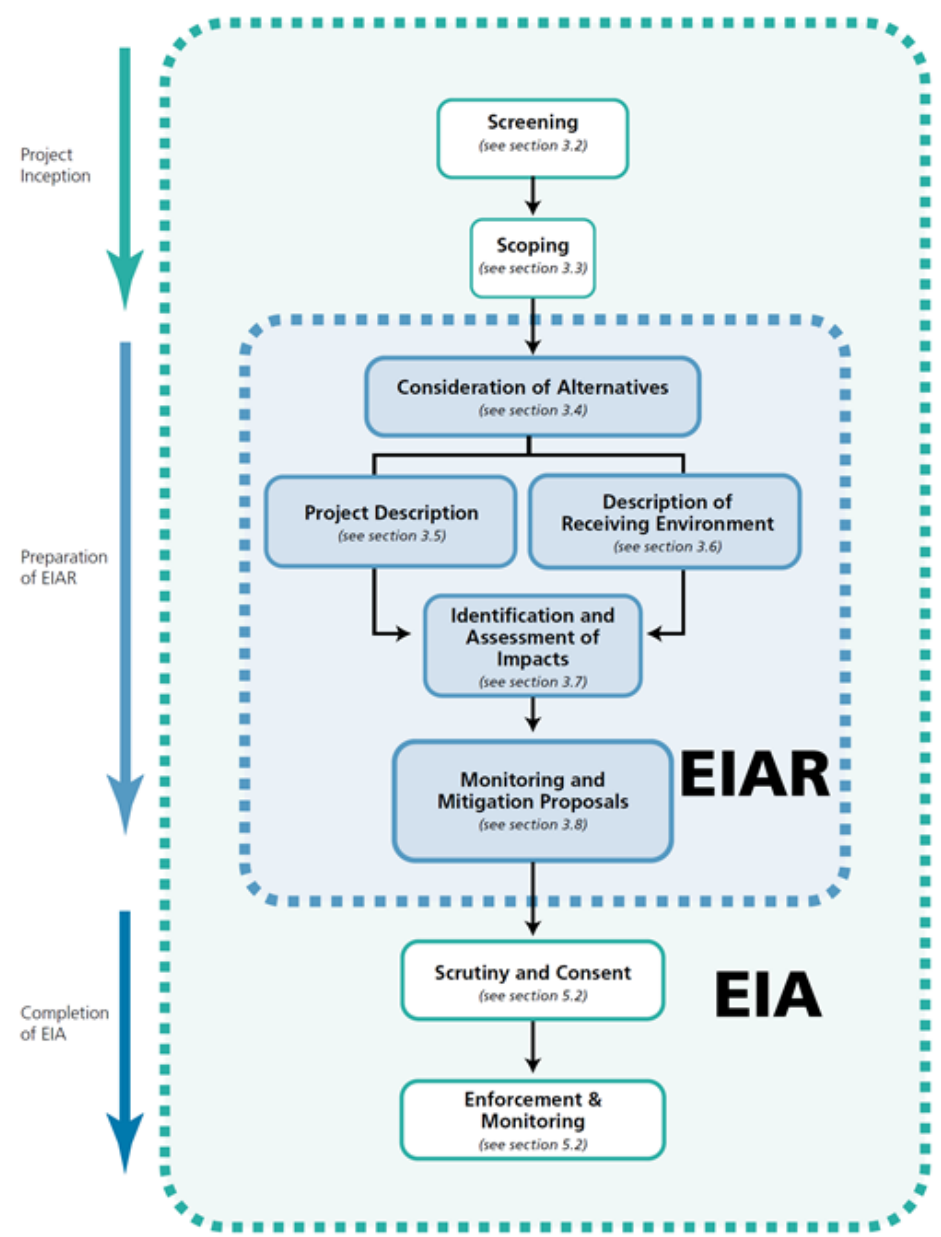 Project
Inception
Screening
(see section 3.2)
Scoping
(see section 3.3)
Preparation
of EIAR
Consideration of Alternatives
(see section 3.4)
Project Description
(see section 3.5)
Description of
Receiving Environment
(see section 3.6)
Identification and
Assessment of
Impacts
(see section 3.7)
Monitoring and
Mitigation Proposals
(see section 3.8)
EIAR
Completion
of EIA
Scrutiny and Consent
(see section 5.2)
EIA
Enforcement &
Monitoring
(see section 5.2)